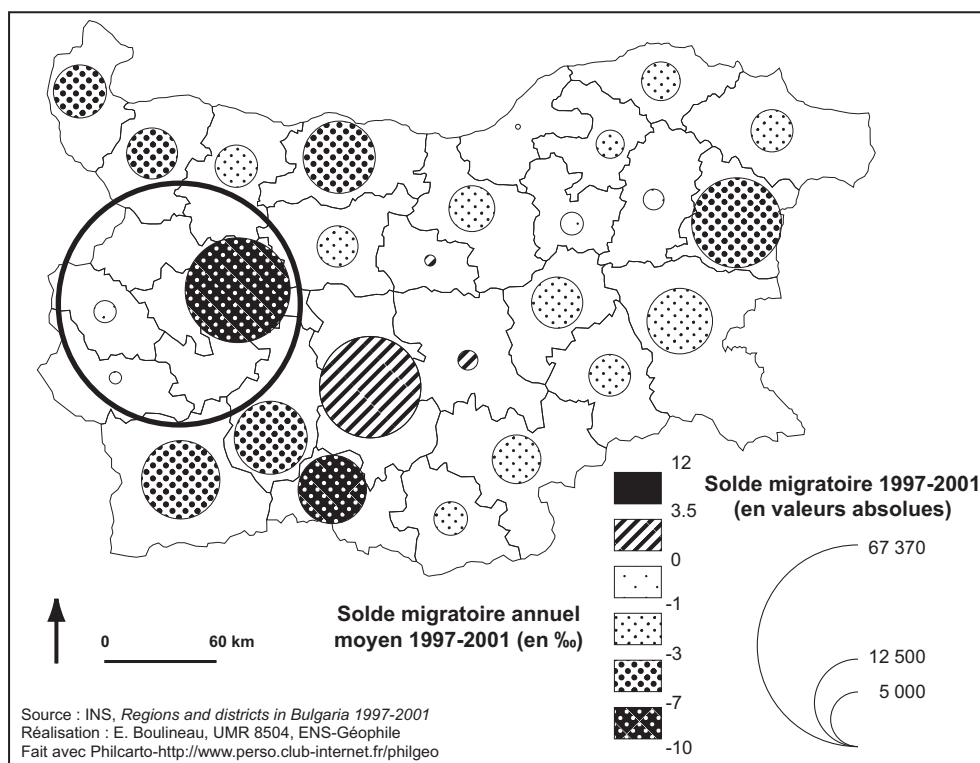 12
3.5
0
-1
-3
-7
-10
Solde migratoire 1997-2001
(en valeurs absolues)
67 370
12 500
5 000
Solde migratoire annuel
moyen 1997-2001 (en ‰)
0 60 km
Source : INS, Regions and districts in Bulgaria 1997-2001
Réalisation : E. Boulineau, UMR 8504, ENS-Géophile
Fait avec Philcarto-http://www.perso.club-internet.fr/philgeo